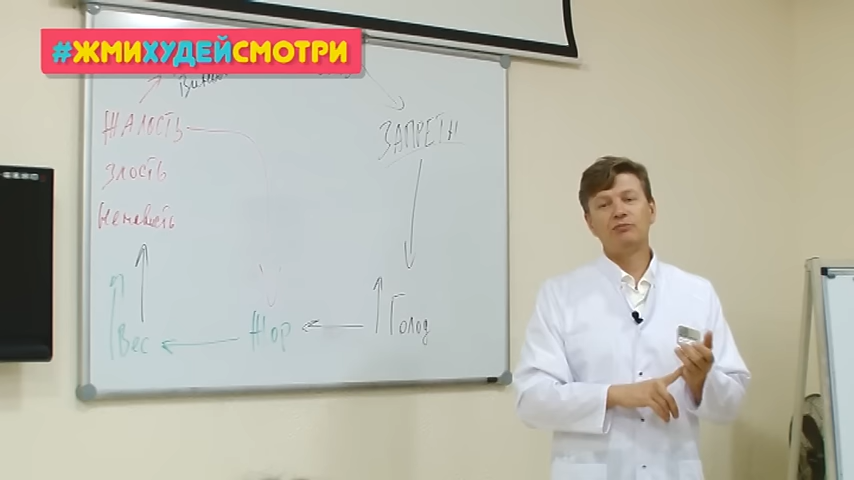 #ЖМИХУДЕЙСМОТРИ
ЖАЛОСТЬ
ЗАПРЕТЫ
Злость
Ненависть
Вес
Жор
Голод